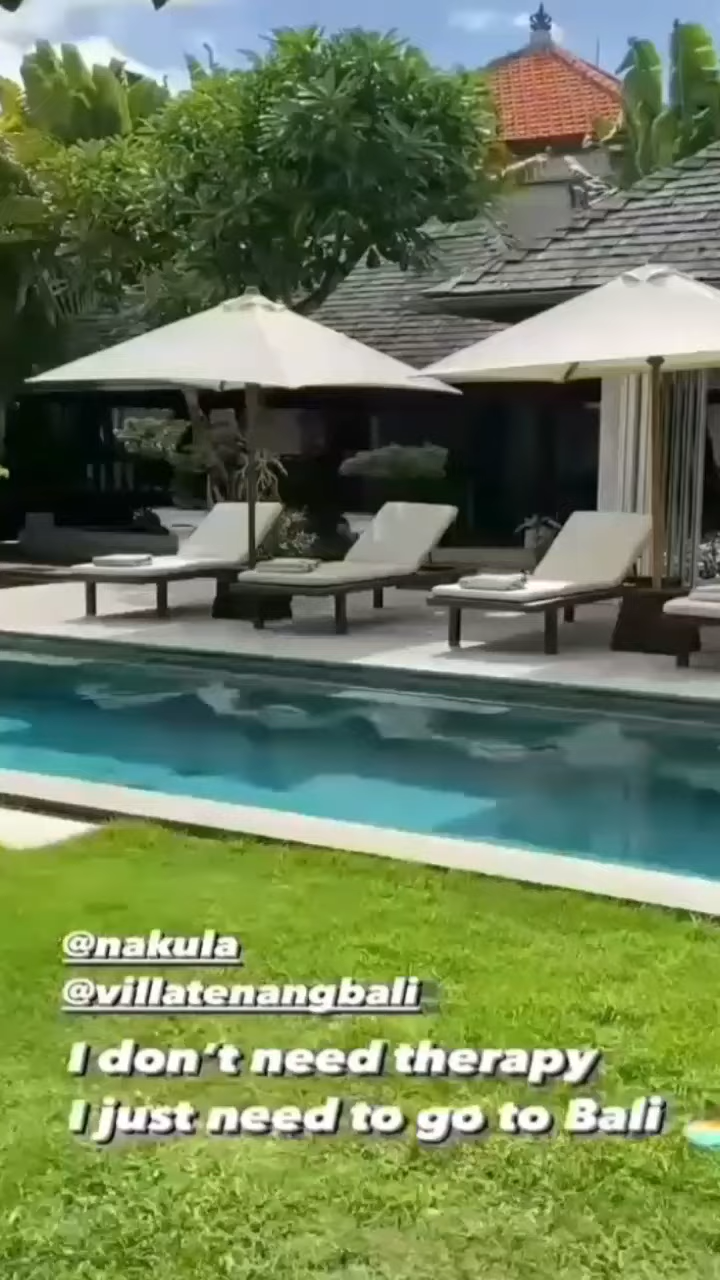 @nakula
@villatenangbali
I don't need therapy
I just need to go to Bali